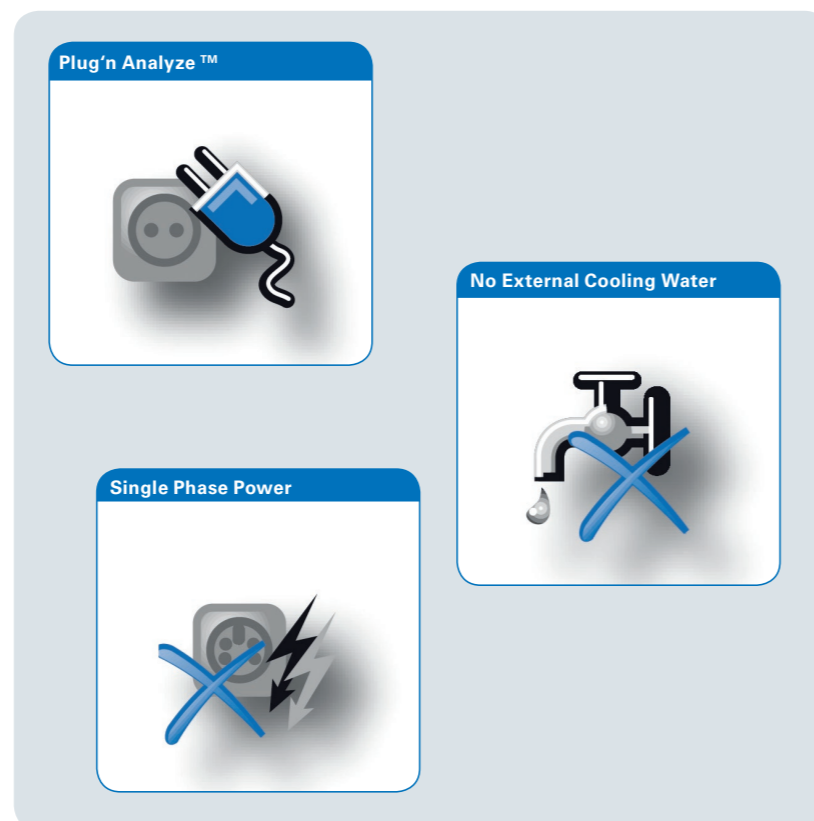 Plug‘n Analyze ™
No External Cooling Water
Single Phase Power